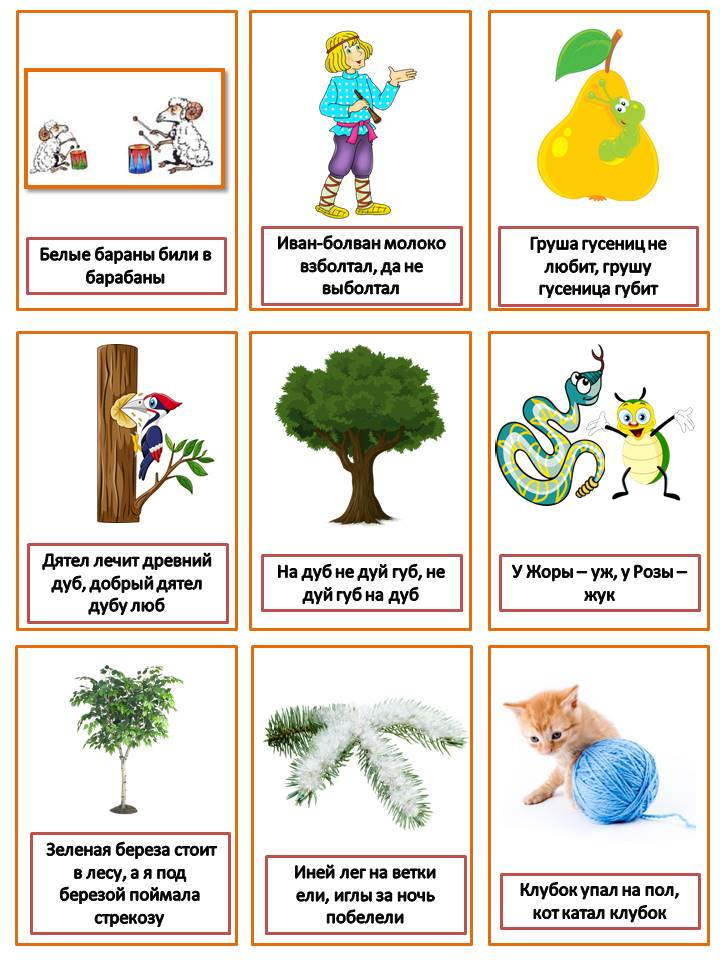 Белые бараны били в
барабаны
Иван-болван молоко
взболтал, да не
выболтал
Груша гусениц не
любит, грушу
гусеница губит
Дятел лечит древний
дуб, добрый дятел
дубу люб
На дуб не дуй губ, не
дуй губ на дуб
У Жоры – уж, у Розы –
жук
Зеленая береза стоит
в лесу, а я под
березой поймала
стрекозу
Иней лег на ветки
ели, иглы за ночь
побелели
Клубок упал на пол,
кот катал клубок